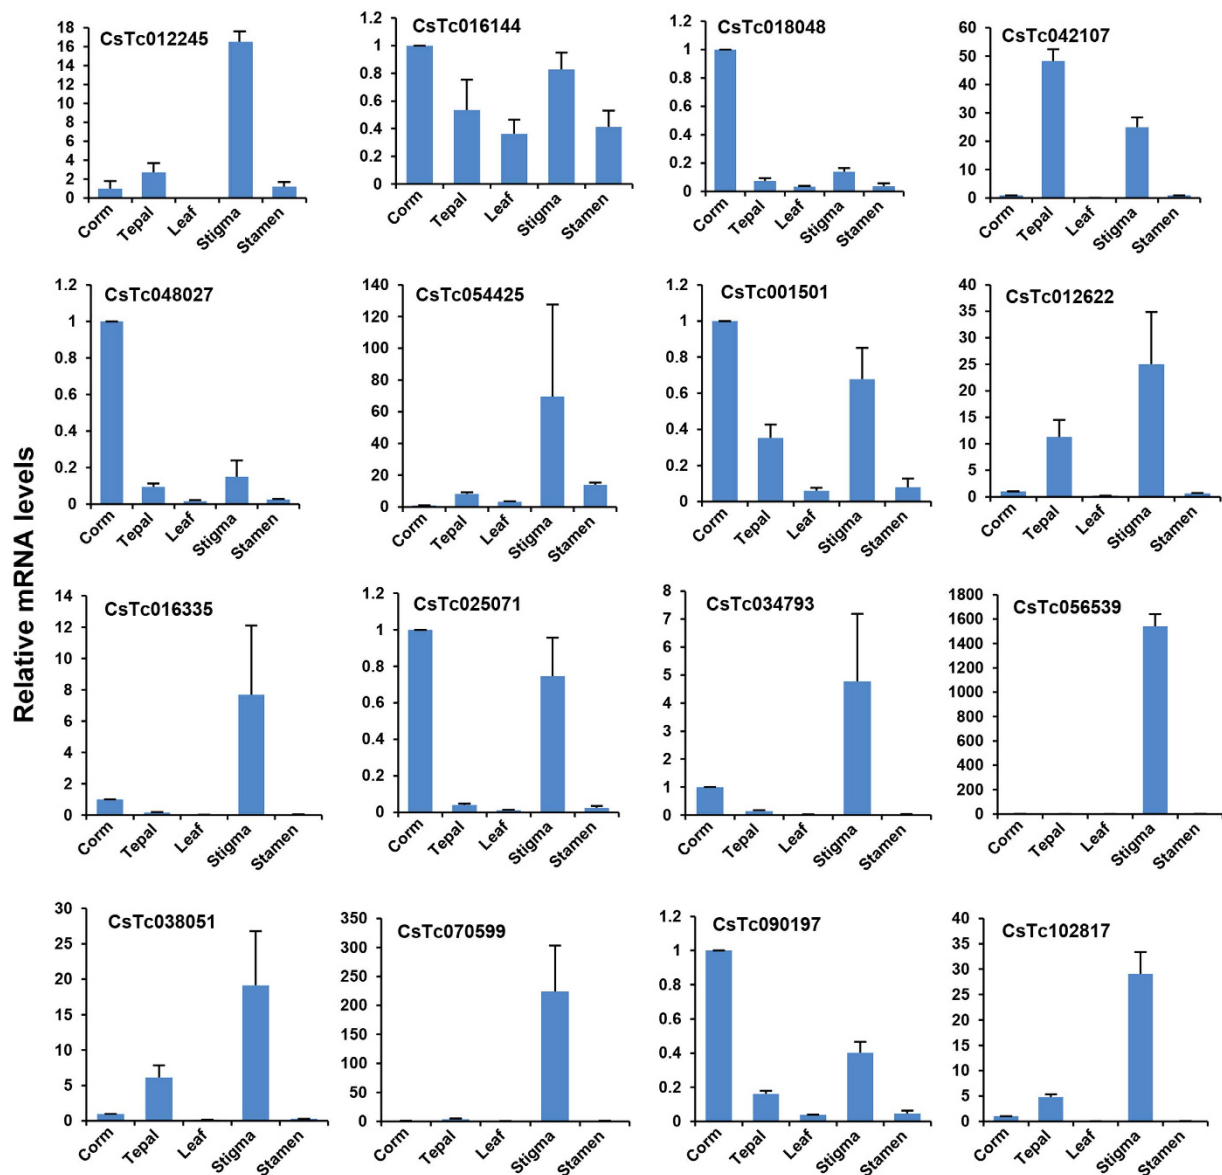 Relative mRNA levels
CsTc012245
18
16
14
12
10
8
6
4
2
0
Corm
Tepal
Leaf
Stigma
Stamen
CsTc016144
1.2
1
0.8
0.6
0.4
0.2
0
Corm
Tepal
Leaf
Stigma
Stamen
CsTc018048
1.2
1
0.8
0.6
0.4
0.2
0
Corm
Tepal
Leaf
Stigma
Stamen
CsTc042107
60
50
40
30
20
10
0
Corm
Tepal
Leaf
Stigma
Stamen
CsTc048027
1.2
1
0.8
0.6
0.4
0.2
0
Corm
Tepal
Leaf
Stigma
Stamen
CsTc054425
140
120
100
80
60
40
20
0
Corm
Tepal
Leaf
Stigma
Stamen
CsTc001501
1.2
1
0.8
0.6
0.4
0.2
0
Corm
Tepal
Leaf
Stigma
Stamen
CsTc012622
40
35
30
25
20
15
10
5
0
Corm
Tepal
Leaf
Stigma
Stamen
CsTc016335
14
12
10
8
6
4
2
0
Corm
Tepal
Leaf
Stigma
Stamen
CsTc025071
1.2
1
0.8
0.6
0.4
0.2
0
Corm
Tepal
Leaf
Stigma
Stamen
CsTc034793
8
7
6
5
4
3
2
1
0
Corm
Tepal
Leaf
Stigma
Stamen
CsTc056539
1800
1600
1400
1200
1000
800
600
400
200
0
Corm
Tepal
Leaf
Stigma
Stamen
CsTc038051
30
25
20
15
10
5
0
Corm
Tepal
Leaf
Stigma
Stamen
CsTc070599
350
300
250
200
150
100
50
0
Corm
Tepal
Leaf
Stigma
Stamen
CsTc090197
1.2
1
0.8
0.6
0.4
0.2
0
Corm
Tepal
Leaf
Stigma
Stamen
CsTc102817
40
35
30
25
20
15
10
5
0
Corm
Tepal
Leaf
Stigma
Stamen